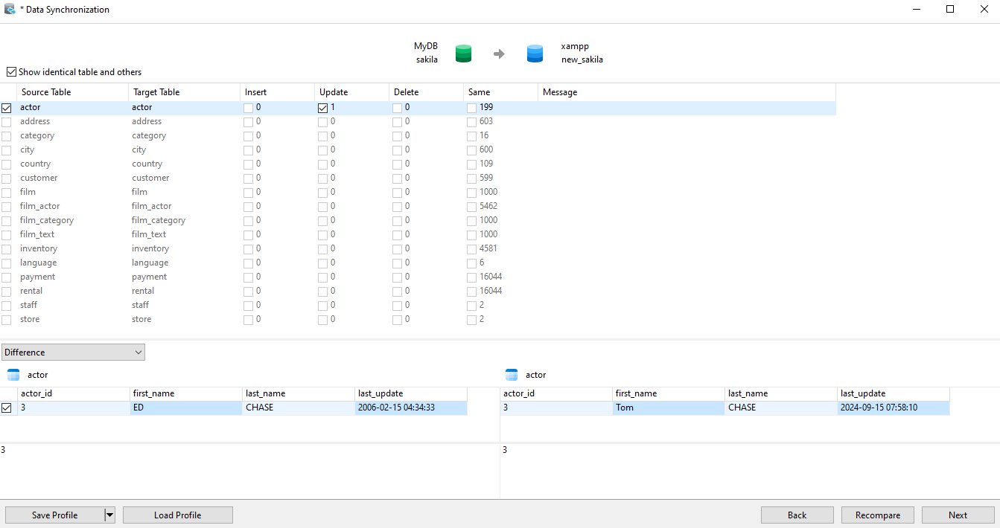 * Data Synchronization
MyDB
sakila
xampp
new_sakila
Show identical table and others
Source Table Target Table Insert Update Delete Same Message
actor actor 0 1 0 199
address address 0 0 0 603
category category 0 0 0 16
city city 0 0 0 600
country country 0 0 0 109
customer customer 0 0 0 599
film film 0 0 0 1000
film_actor film_actor 0 0 0 5462
film_category film_category 0 0 0 1000
film_text film_text 0 0 0 1000
inventory inventory 0 0 0 4581
language language 0 0 0 6
payment payment 0 0 0 16044
rental rental 0 0 0 16044
staff staff 0 0 0 2
store store 0 0 0 2
Difference
actor actor
actor_id first_name last_name last_update actor_id first_name last_name last_update
3 ED CHASE 2006-02-15 04:34:33 3 Tom CHASE 2024-09-15 07:58:10
3 3
Save Profile Load Profile Back Recompare Next